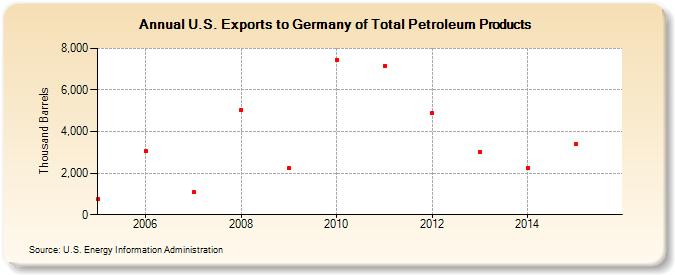 Annual U.S. Exports to Germany of Total Petroleum Products
Thousand Barrels
8,000
6,000
4,000
2,000
0
2006 2008 2010 2012 2014
Source: U.S. Energy Information Administration